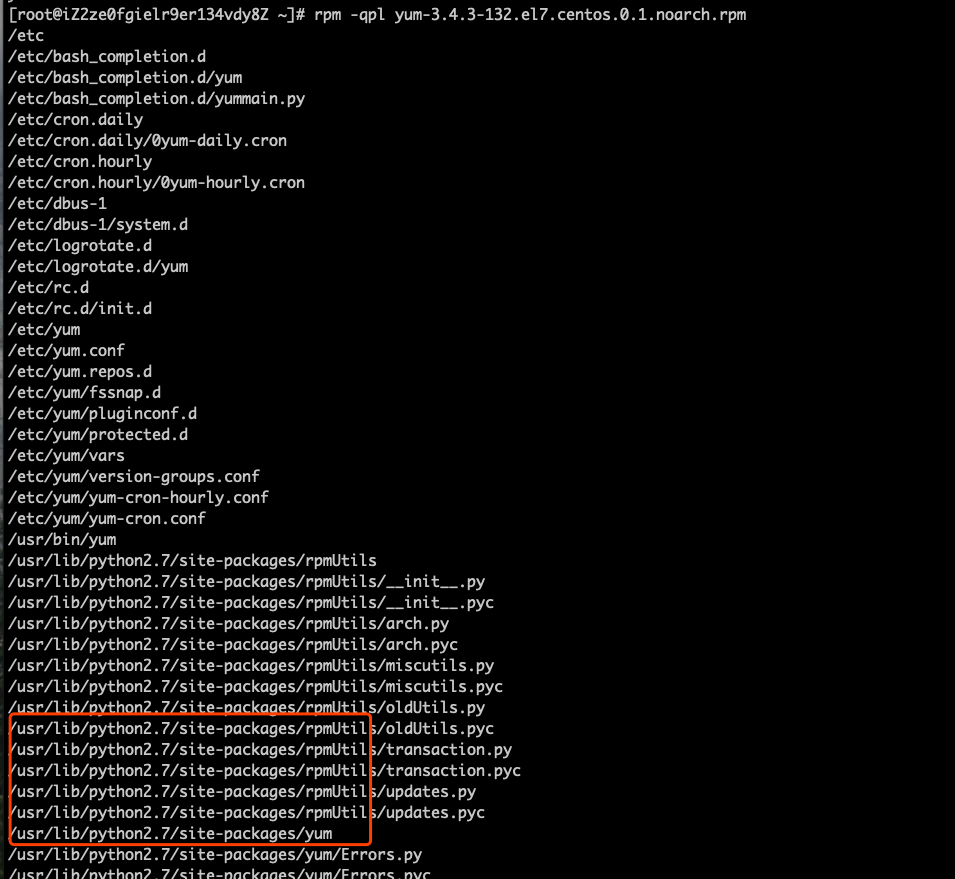 [root@iZ2ze0fgielr9er134vdy8Z ~]# rpm -qpl yum-3.4.3-132.el7.centos.0.1.noarch.rpm
/etc
/etc/bash_completion.d
/etc/bash_completion.d/yum
/etc/bash_completion.d/yummain.py
/etc/cron.daily
/etc/cron.daily/0yum-daily.cron
/etc/cron.hourly
/etc/cron.hourly/0yum-hourly.cron
/etc/dbus-1
/etc/dbus-1/system.d
/etc/logrotate.d
/etc/logrotate.d/yum
/etc/rc.d
/etc/rc.d/init.d
/etc/yum
/etc/yum.conf
/etc/yum.repos.d
/etc/yum/fssnap.d
/etc/yum/pluginconf.d
/etc/yum/protected.d
/etc/yum/vars
/etc/yum/version-groups.conf
/etc/yum/yum-cron-hourly.conf
/etc/yum/yum-cron.conf
/usr/bin/yum
/usr/lib/python2.7/site-packages/rpmUtils
/usr/lib/python2.7/site-packages/rpmUtils/__init__.py
/usr/lib/python2.7/site-packages/rpmUtils/__init__.pyc
/usr/lib/python2.7/site-packages/rpmUtils/arch.py
/usr/lib/python2.7/site-packages/rpmUtils/arch.pyc
/usr/lib/python2.7/site-packages/rpmUtils/miscutils.py
/usr/lib/python2.7/site-packages/rpmUtils/miscutils.pyc
/usr/lib/python2.7/site-packages/rpmUtils/oldUtils.py
/usr/lib/python2.7/site-packages/rpmUtils/oldUtils.pyc
/usr/lib/python2.7/site-packages/rpmUtils/transaction.py
/usr/lib/python2.7/site-packages/rpmUtils/transaction.pyc
/usr/lib/python2.7/site-packages/rpmUtils/updates.py
/usr/lib/python2.7/site-packages/rpmUtils/updates.pyc
/usr/lib/python2.7/site-packages/yum
/usr/lib/python2.7/site-packages/yum/Errors.py
/usr/lib/python2.7/site-packages/yum/Errors.pyc